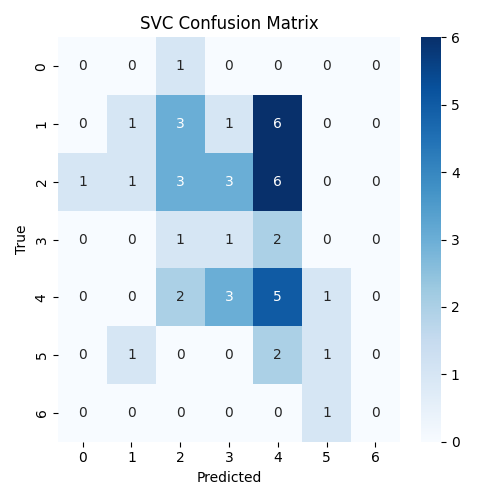 SVC Confusion Matrix
6
0 0 0 1 0 0 0 0
5
1 0 1 3 1 6 0 0
2 1 1 3 3 6 0 0
4
True
3 0 0 1 1 2 0 0
3
4 0 0 2 3 5 1 0
2
5 0 1 0 0 2 1 0
1
6 0 0 0 0 0 1 0
0
0 1 2 3 4 5 6
Predicted